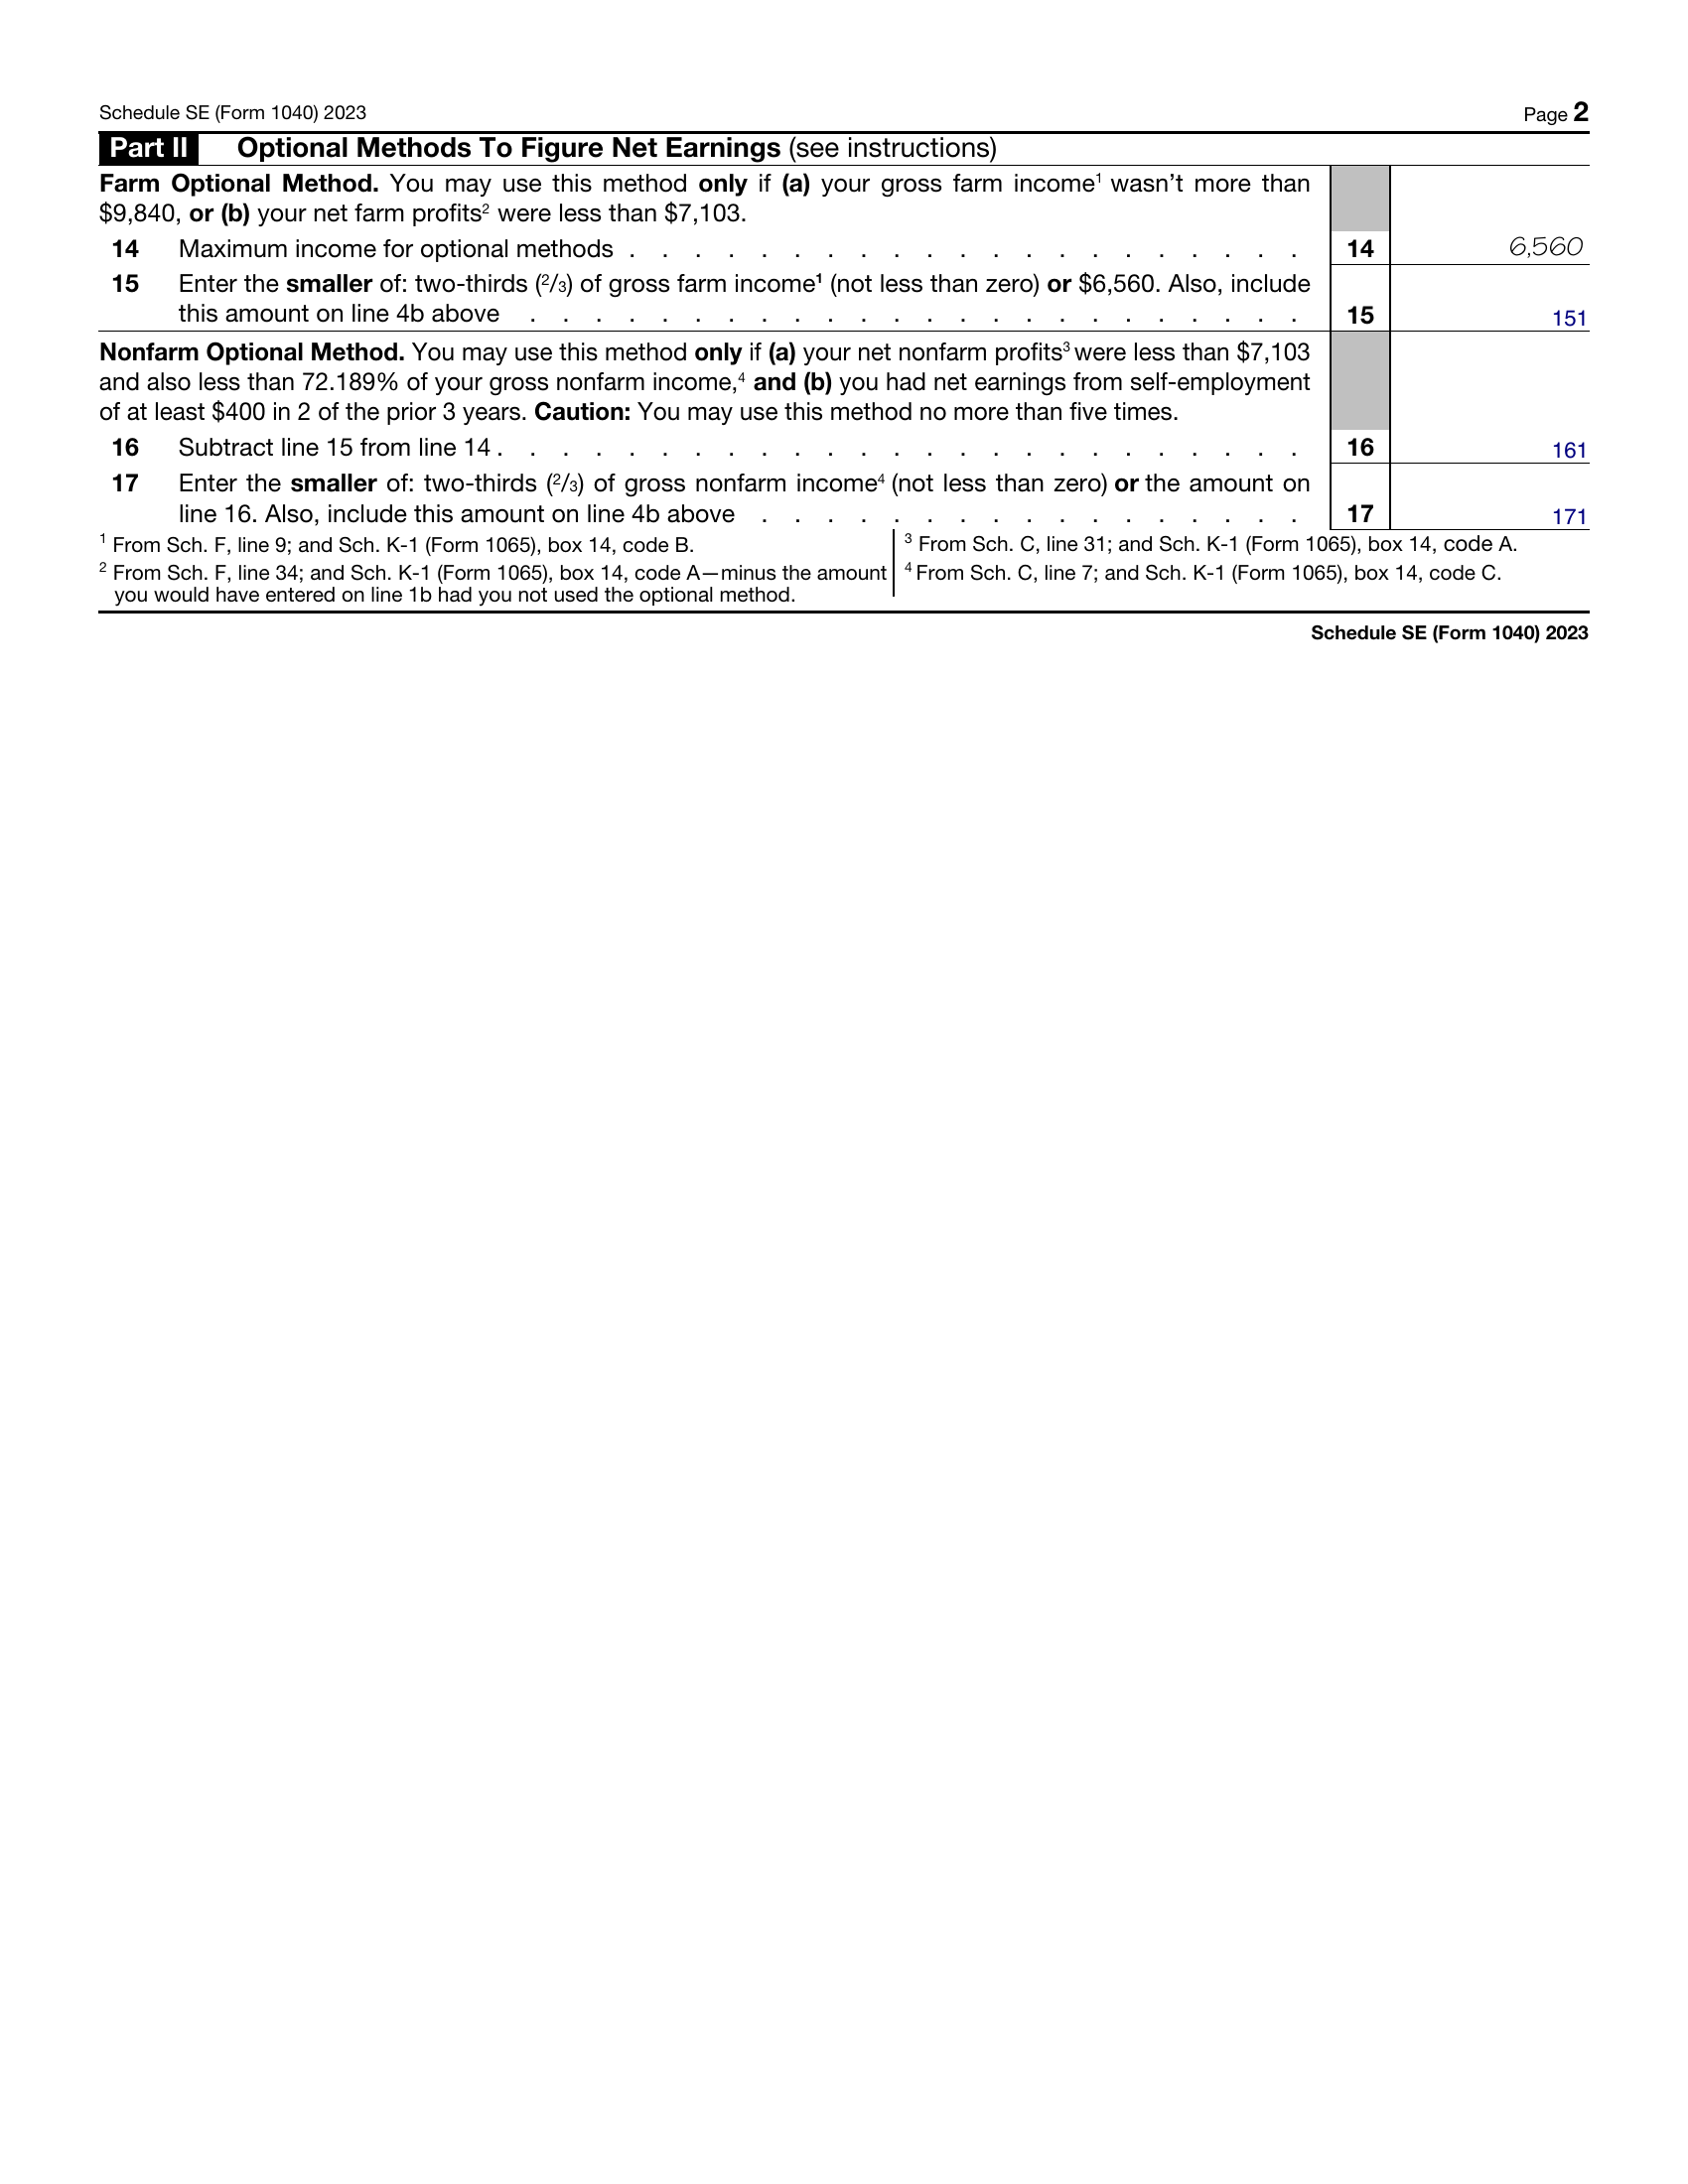 Schedule SE (Form 1040) 2023 Page 2
Part II Optional Methods To Figure Net Earnings (see instructions)
Farm Optional Method. You may use this method only if (a) your gross farm income¹ wasn’t more than
$9,840, or (b) your net farm profits² were less than $7,103.
14 Maximum income for optional methods . . . . . . . . . . . . . . . . . . . . . 14 6,560
15 Enter the smaller of: two-thirds (2/3) of gross farm income¹ (not less than zero) or $6,560. Also, include
this amount on line 4b above . . . . . . . . . . . . . . . . . . . . . . . . 15 151
Nonfarm Optional Method. You may use this method only if (a) your net nonfarm profits³ were less than $7,103
and also less than 72.189% of your gross nonfarm income,⁴ and (b) you had net earnings from self-employment
of at least $400 in 2 of the prior 3 years. Caution: You may use this method no more than five times.
16 Subtract line 15 from line 14 . . . . . . . . . . . . . . . . . . . . . . . . . 16 161
17 Enter the smaller of: two-thirds (2/3) of gross nonfarm income⁴ (not less than zero) or the amount on
line 16. Also, include this amount on line 4b above . . . . . . . . . . . . . . . . . 17 171
¹ From Sch. F, line 9; and Sch. K-1 (Form 1065), box 14, code B.
² From Sch. F, line 34; and Sch. K-1 (Form 1065), box 14, code A—minus the amount
you would have entered on line 1b had you not used the optional method.
³ From Sch. C, line 31; and Sch. K-1 (Form 1065), box 14, code A.
⁴ From Sch. C, line 7; and Sch. K-1 (Form 1065), box 14, code C.
Schedule SE (Form 1040) 2023